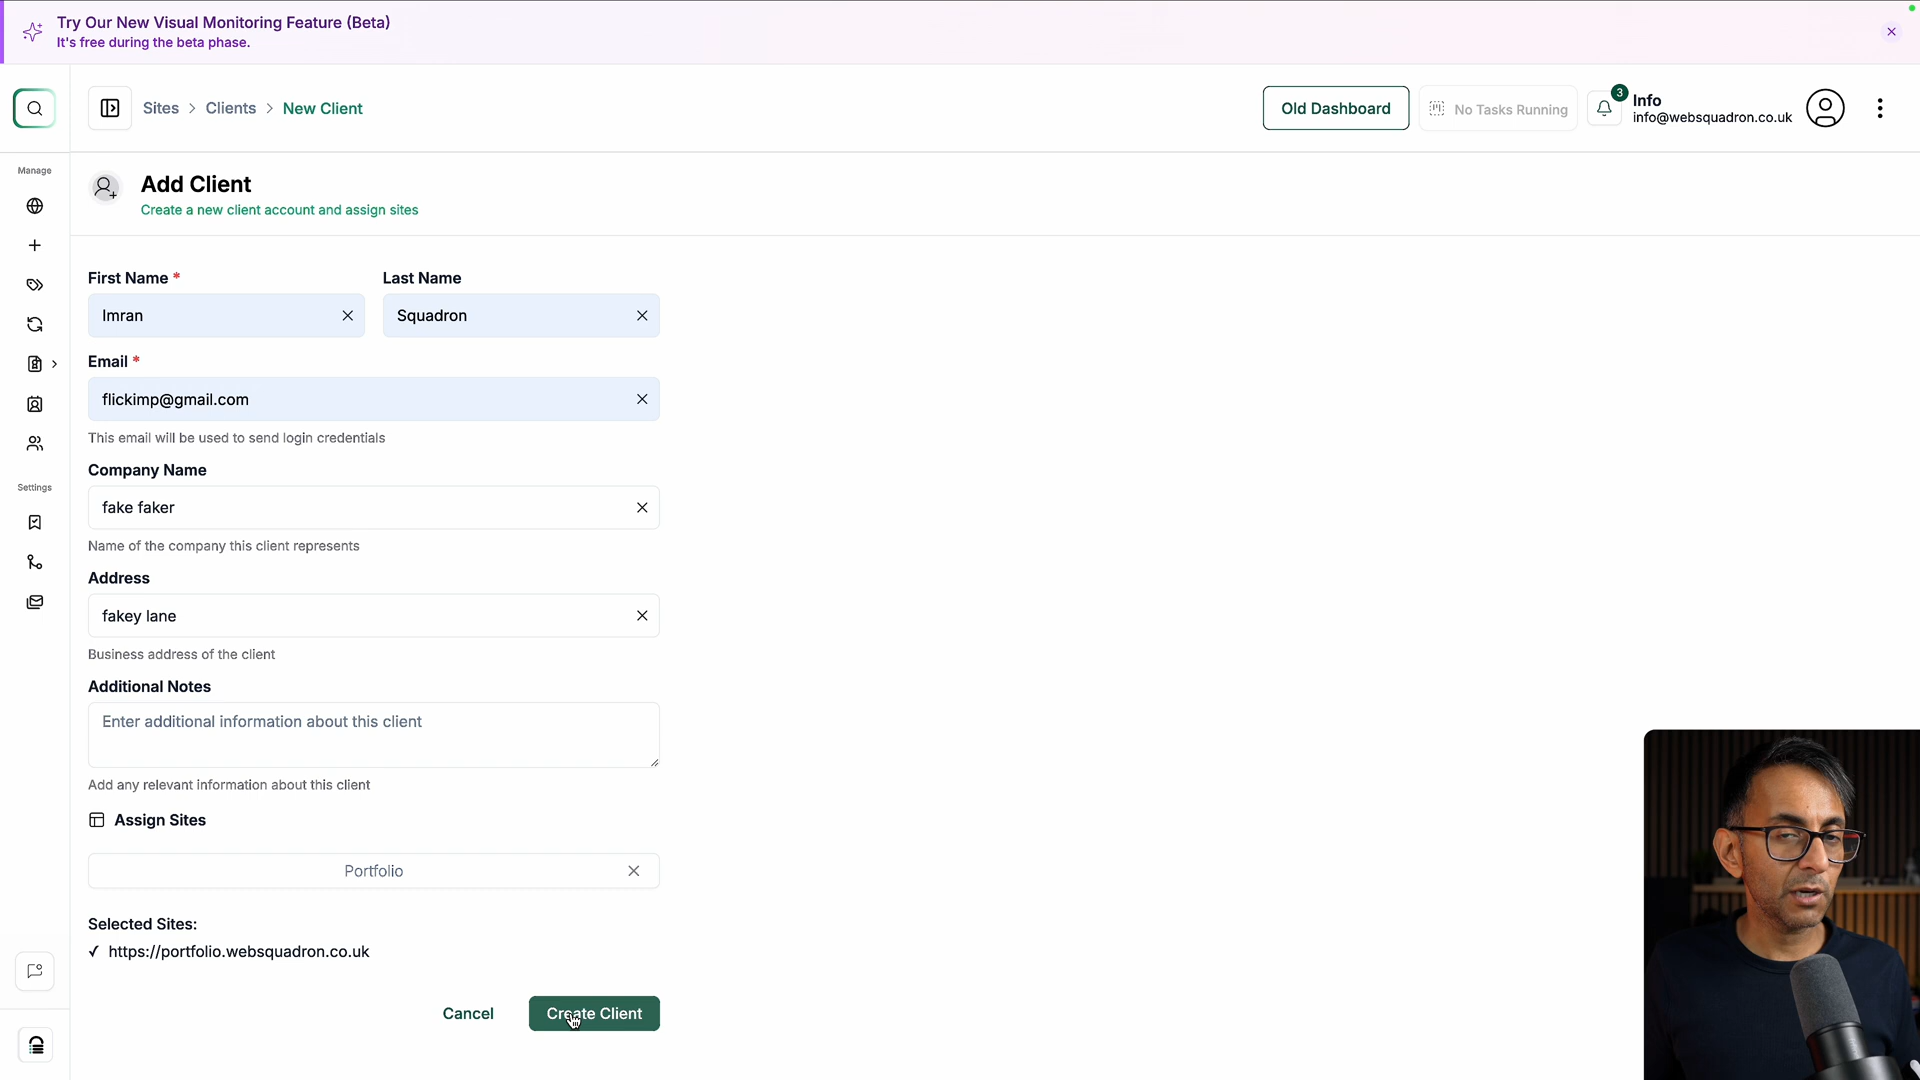 Try Our New Visual Monitoring Feature (Beta)
It's free during the beta phase.
Sites > Clients > New Client
Old Dashboard
No Tasks Running
3
Info
info@websquadron.co.uk
Manage
Settings
Add Client
Create a new client account and assign sites
First Name *
Last Name
Imran
Squadron
Email *
flickimp@gmail.com
This email will be used to send login credentials
Company Name
fake faker
Name of the company this client represents
Address
fakey lane
Business address of the client
Additional Notes
Enter additional information about this client
Add any relevant information about this client
Assign Sites
Portfolio
Selected Sites:
✓ https://portfolio.websquadron.co.uk
Cancel
Create Client